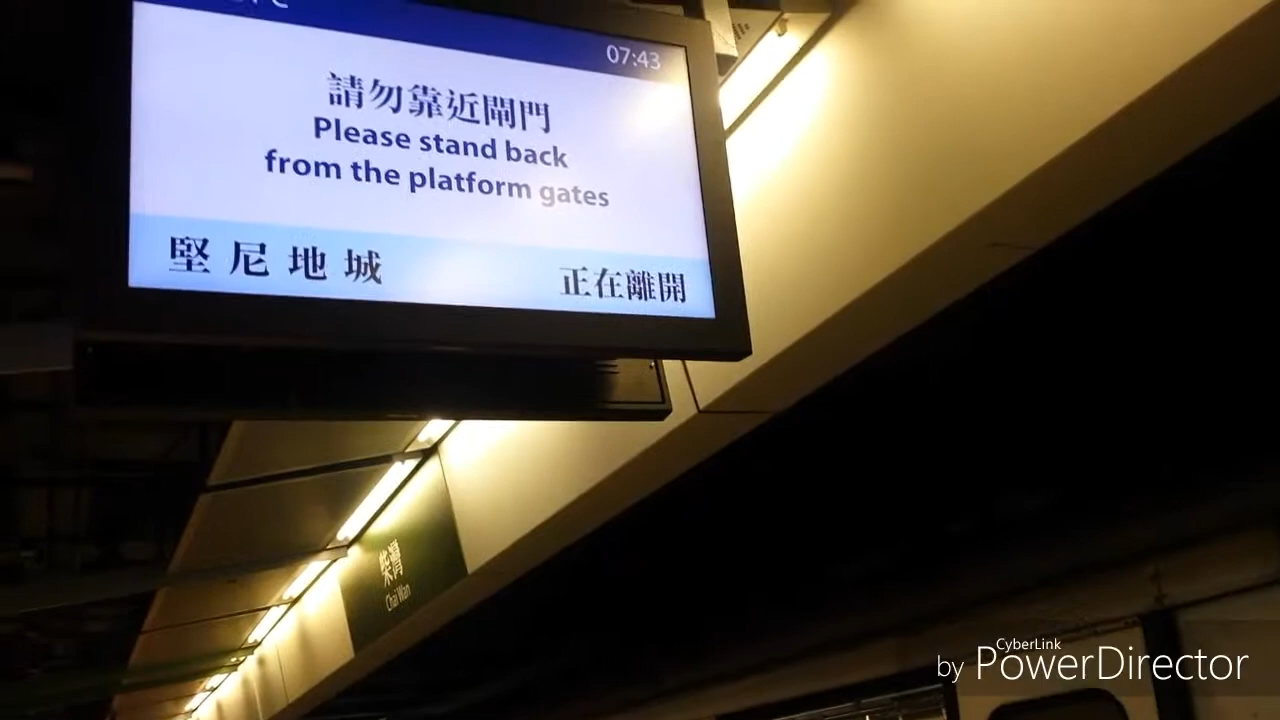 07:43
請勿靠近閘門
Please stand back
from the platform gates
堅尼地城 正在離開
柴灣
Chai Wan
by CyberLink PowerDirector